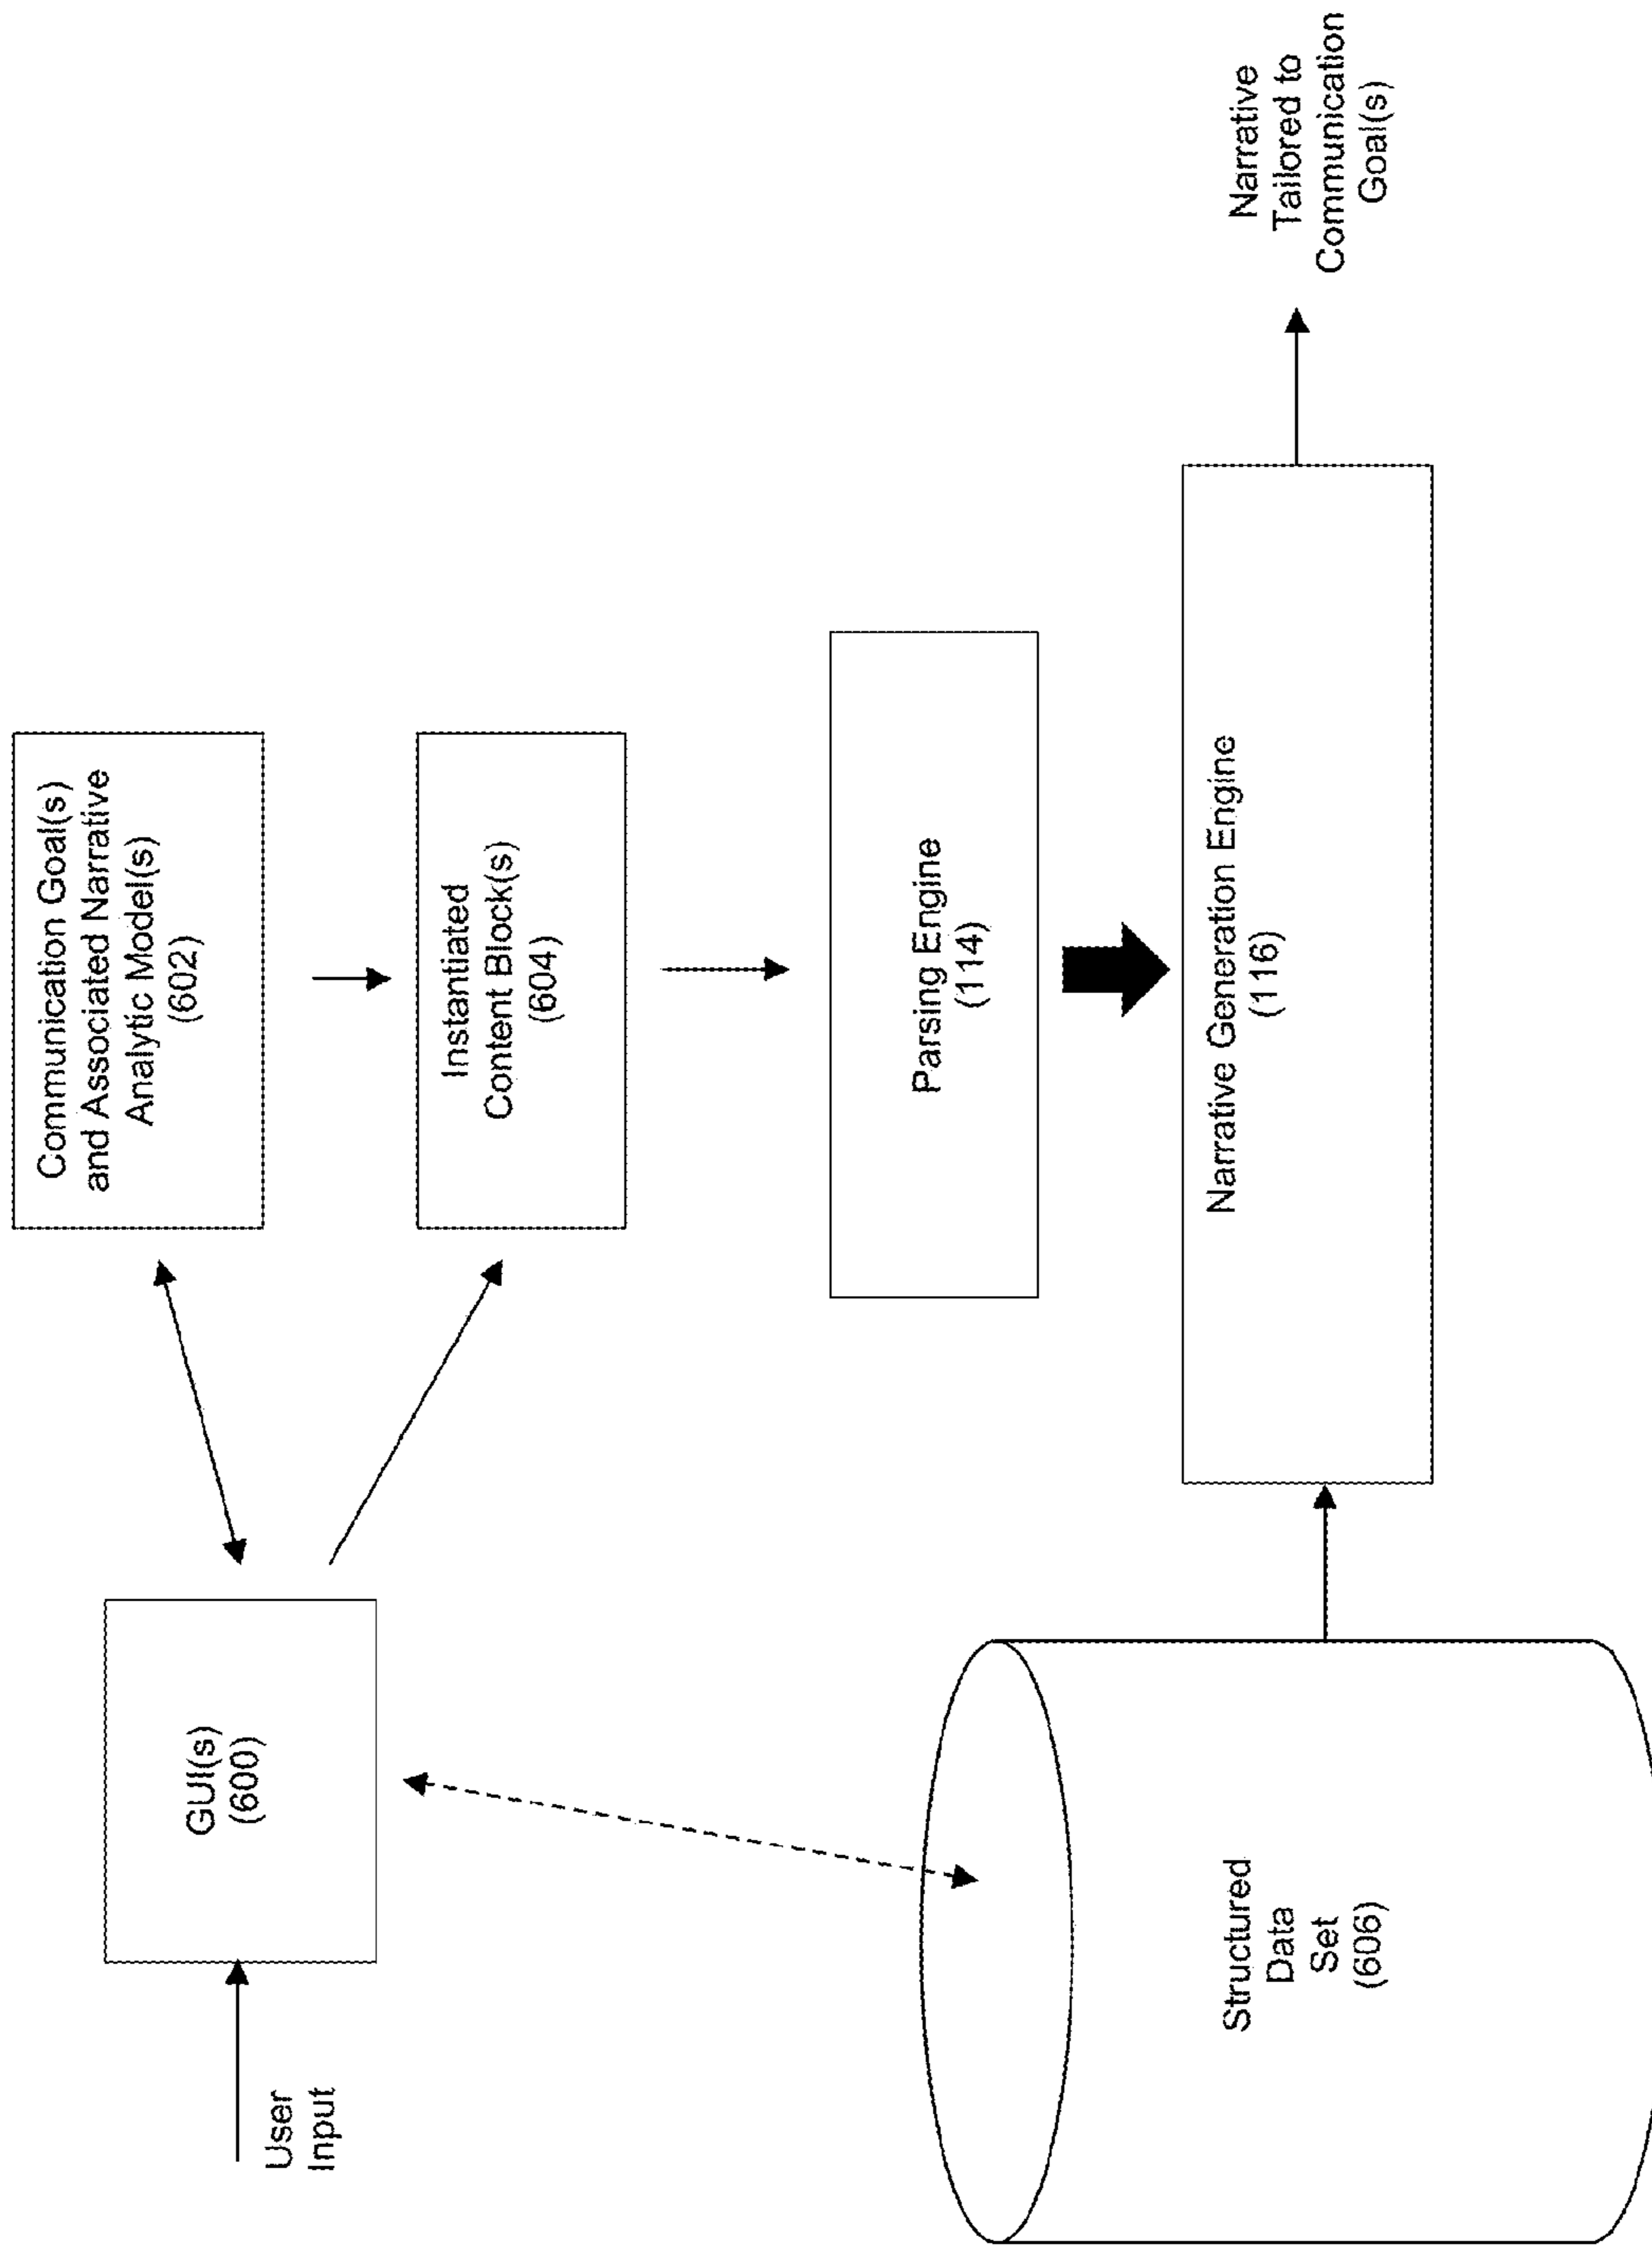 User
Input
GUI(s)
(600)
Communication Goal(s)
and Associated Narrative
Analytic Model(s)
(602)
Instantiated
Content Block(s)
(604)
Parsing Engine
(114)
Structured
Data
Set
(606)
Narrative Generation Engine
(116)
Narrative
Tailored to
Communication
Goal(s)